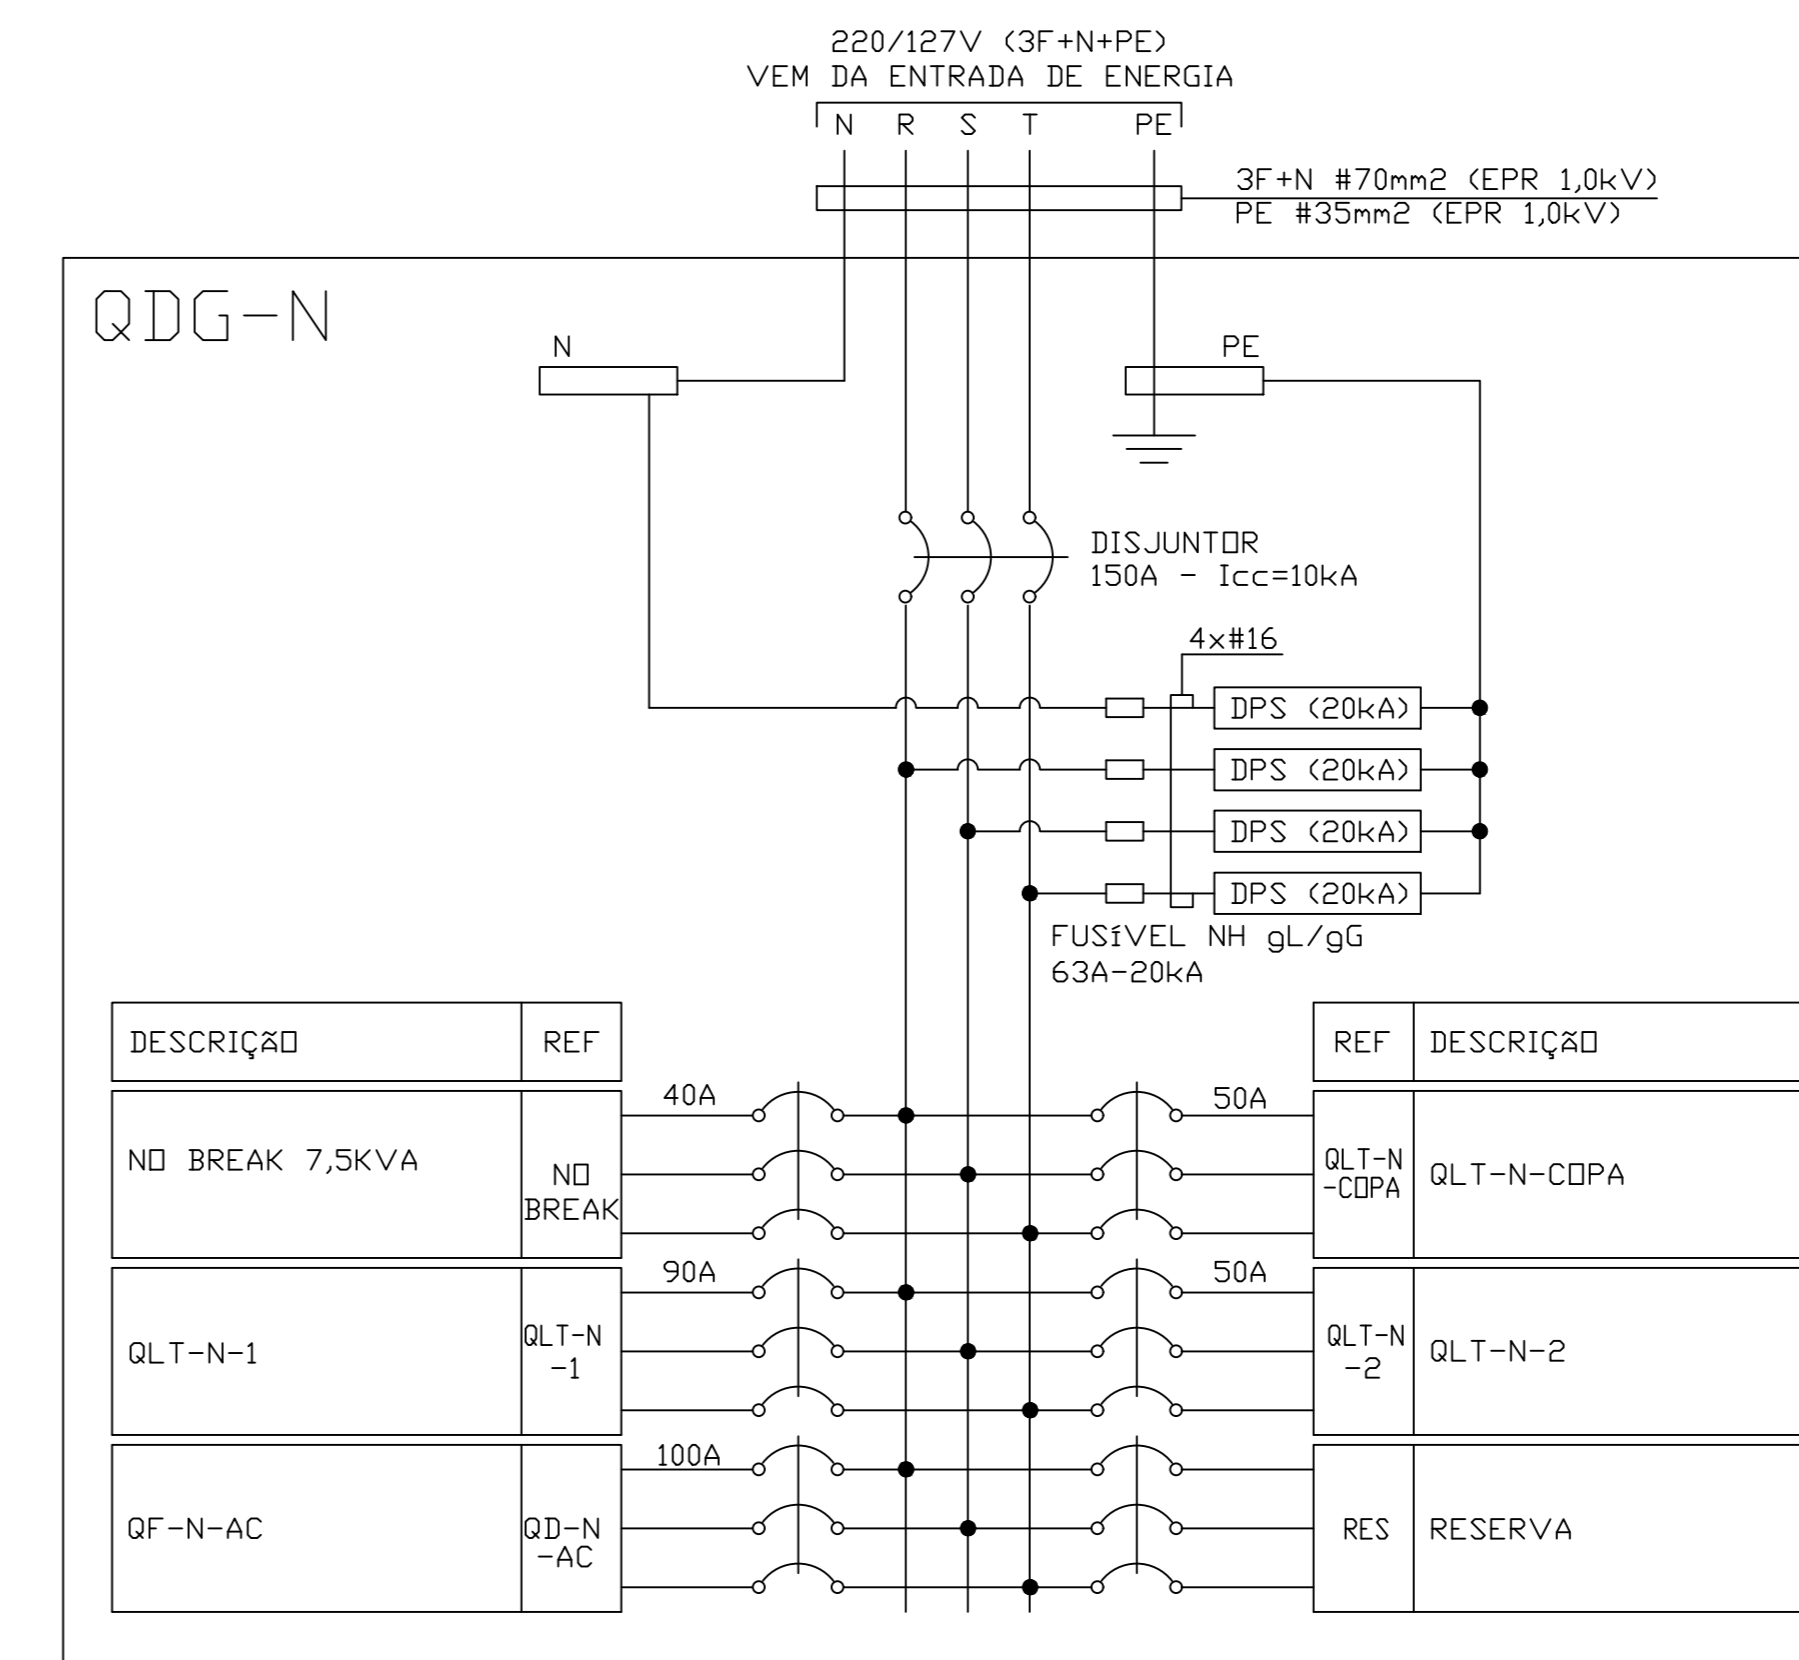 220/127V (3F+N+PE)
VEM DA ENTRADA DE ENERGIA
N R S T PE
3F+N #70mm2 (EPR 1,0kV)
PE #35mm2 (EPR 1,0kV)
QDG-N
N
PE
DISJUNTOR
150A - Icc=10kA
4x#16
DPS (20kA)
DPS (20kA)
DPS (20kA)
DPS (20kA)
FUSíVEL NH gL/gG
63A-20kA
DESCRIÇÃO REF
REF DESCRIÇÃO
40A
NO BREAK 7,5KVA
NO
BREAK
50A
QLT-N
-COPA
QLT-N-COPA
90A
QLT-N-1
QLT-N
-1
50A
QLT-N
-2
QLT-N-2
100A
QF-N-AC
QD-N
-AC
RES
RESERVA